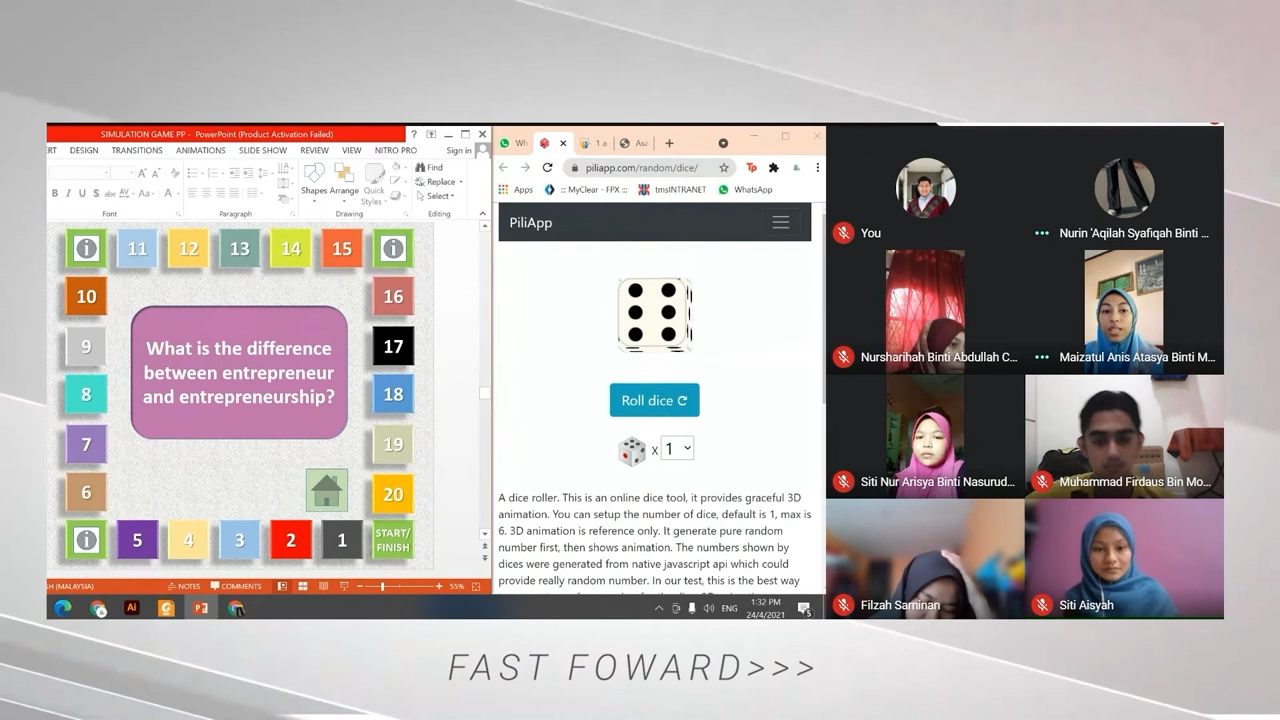 SIMULATION GAME PP - PowerPoint (Product Activation Failed)
ERT DESIGN TRANSITIONS ANIMATIONS SLIDE SHOW REVIEW VIEW NITRO PRO Sign in
Find
Replace
Select
Shapes Arrange Quick Styles
Font Paragraph Drawing Editing
11 12 13 14 15
10 16
9 17
8 18
7 19
6 20
What is the difference
between entrepreneur
and entrepreneurship?
5 4 3 2 1 START/
FINISH
SH (MALAYSIA) NOTES COMMENTS 55%
Wh 1 a Asa
piliapp.com/random/dice/
Apps ::: MyClear - FPX ::: tmsINTRANET WhatsApp
PiliApp
Roll dice
x 1
A dice roller. This is an online dice tool, it provides graceful 3D
animation. You can setup the number of dice, default is 1, max is
6. 3D animation is reference only. It generate pure random
number first, then shows animation. The numbers shown by
dices were generated from native javascript api which could
provide really random number. In our test, this is the best way
ENG 1:32 PM
24/4/2021 5
You
Nurin 'Aqilah Syafiqah Binti ...
Nursharihah Binti Abdullah C...
Maizatul Anis Atasya Binti M...
Siti Nur Arisya Binti Nasurud...
Muhammad Firdaus Bin Mo...
Filzah Saminan
Siti Aisyah
FAST FOWARD>>>